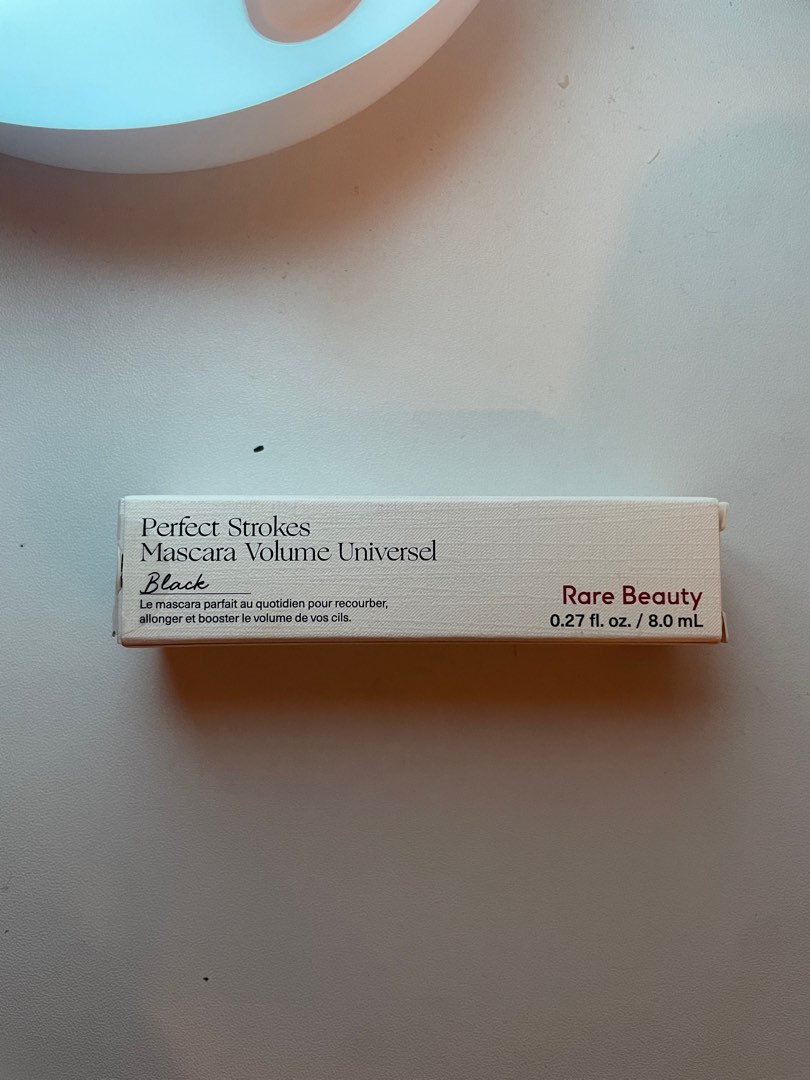 Perfect Strokes
Mascara Volume Universel
Black
Le mascara parfait au quotidien pour recourber,
allonger et booster le volume de vos cils.
Rare Beauty
0.27 fl. oz. / 8.0 mL